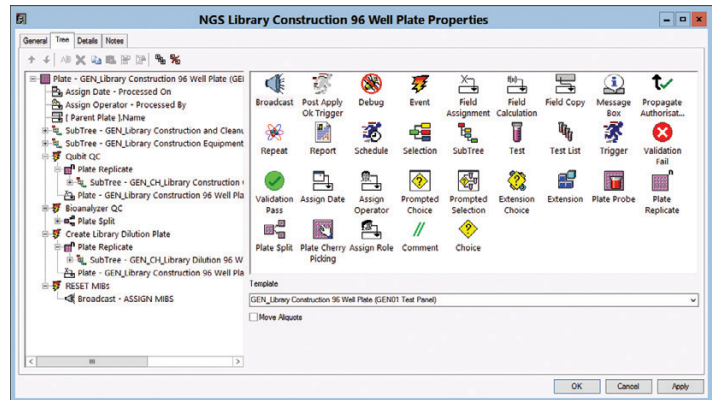 NGS Library Construction 96 Well Plate Properties
General Tree Details Notes
Plate - GEN_Library Construction 96 Well Plate (GEI
Assign Date - Processed On
Assign Operator - Processed By
[ Parent Plate ].Name
SubTree - GEN_Library Construction and Cleanu
SubTree - GEN_Library Construction Equipment
Qubit QC
Plate Replicate
SubTree - GEN_CH_Library Construction
Plate - GEN_Library Construction 96 Well Pla
Bioanalyzer QC
Plate Split
Create Library Dilution Plate
Plate Replicate
SubTree - GEN_CH_Library Dilution 96 W
Plate - GEN_Library Construction 96 Well Pla
RESET MIBs
Broadcast - ASSIGN MIBS
Broadcast Post Apply Ok Trigger Debug Event Field Assignment Field Calculation Field Copy Message Box Propagate Authorisat...
Repeat Report Schedule Selection SubTree Test Test List Trigger Validation Fail
Validation Pass Assign Date Assign Operator Prompted Choice Prompted Selection Extension Choice Extension Plate Probe Plate Replicate
Plate Split Plate Cherry Picking Assign Role Comment Choice
Template
GEN_Library Construction 96 Well Plate (GEN01 Test Panel)
Move Aliquots
OK Cancel Apply